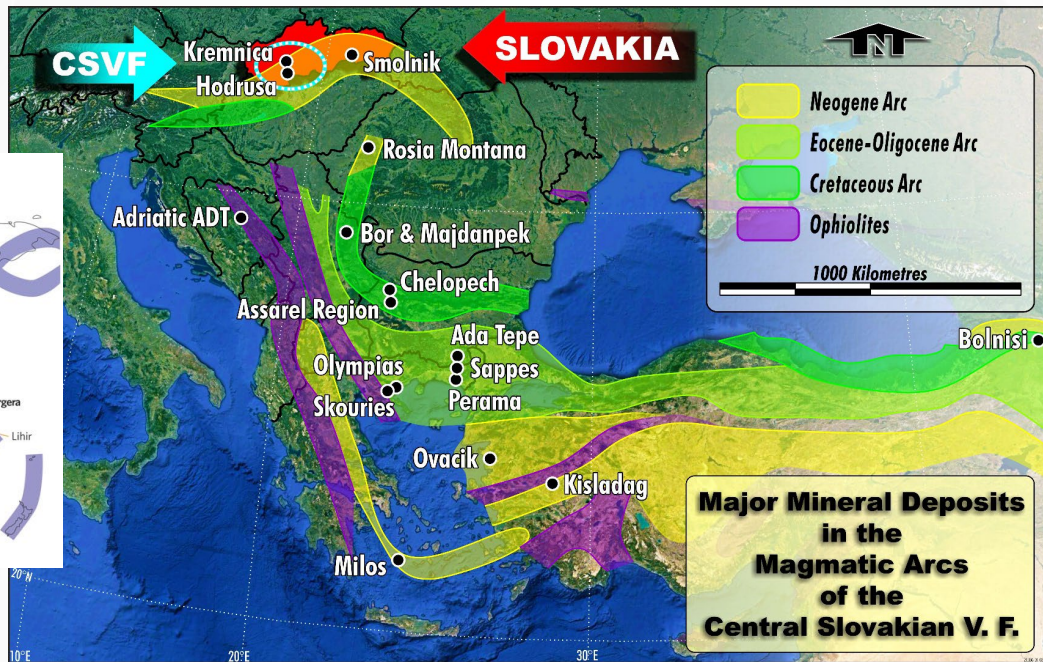 CSVF
Kremnica
Hodrusa
Smolnik
SLOVAKIA
N
Neogene Arc
Eocene-Oligocene Arc
Cretaceous Arc
Ophiolites
1000 Kilometres
Rosia Montana
Adriatic ADT
Bor & Majdanpek
Chelopech
Assarel Region
Ada Tepe
Bolnisi
Olympias
Sappes
Skouries
Perama
rgera
Lihir
Ovacik
Kisladag
Milos
Major Mineral Deposits
in the
Magmatic Arcs
of the
Central Slovakian V. F.
20°N
10°E
20°E
30°E